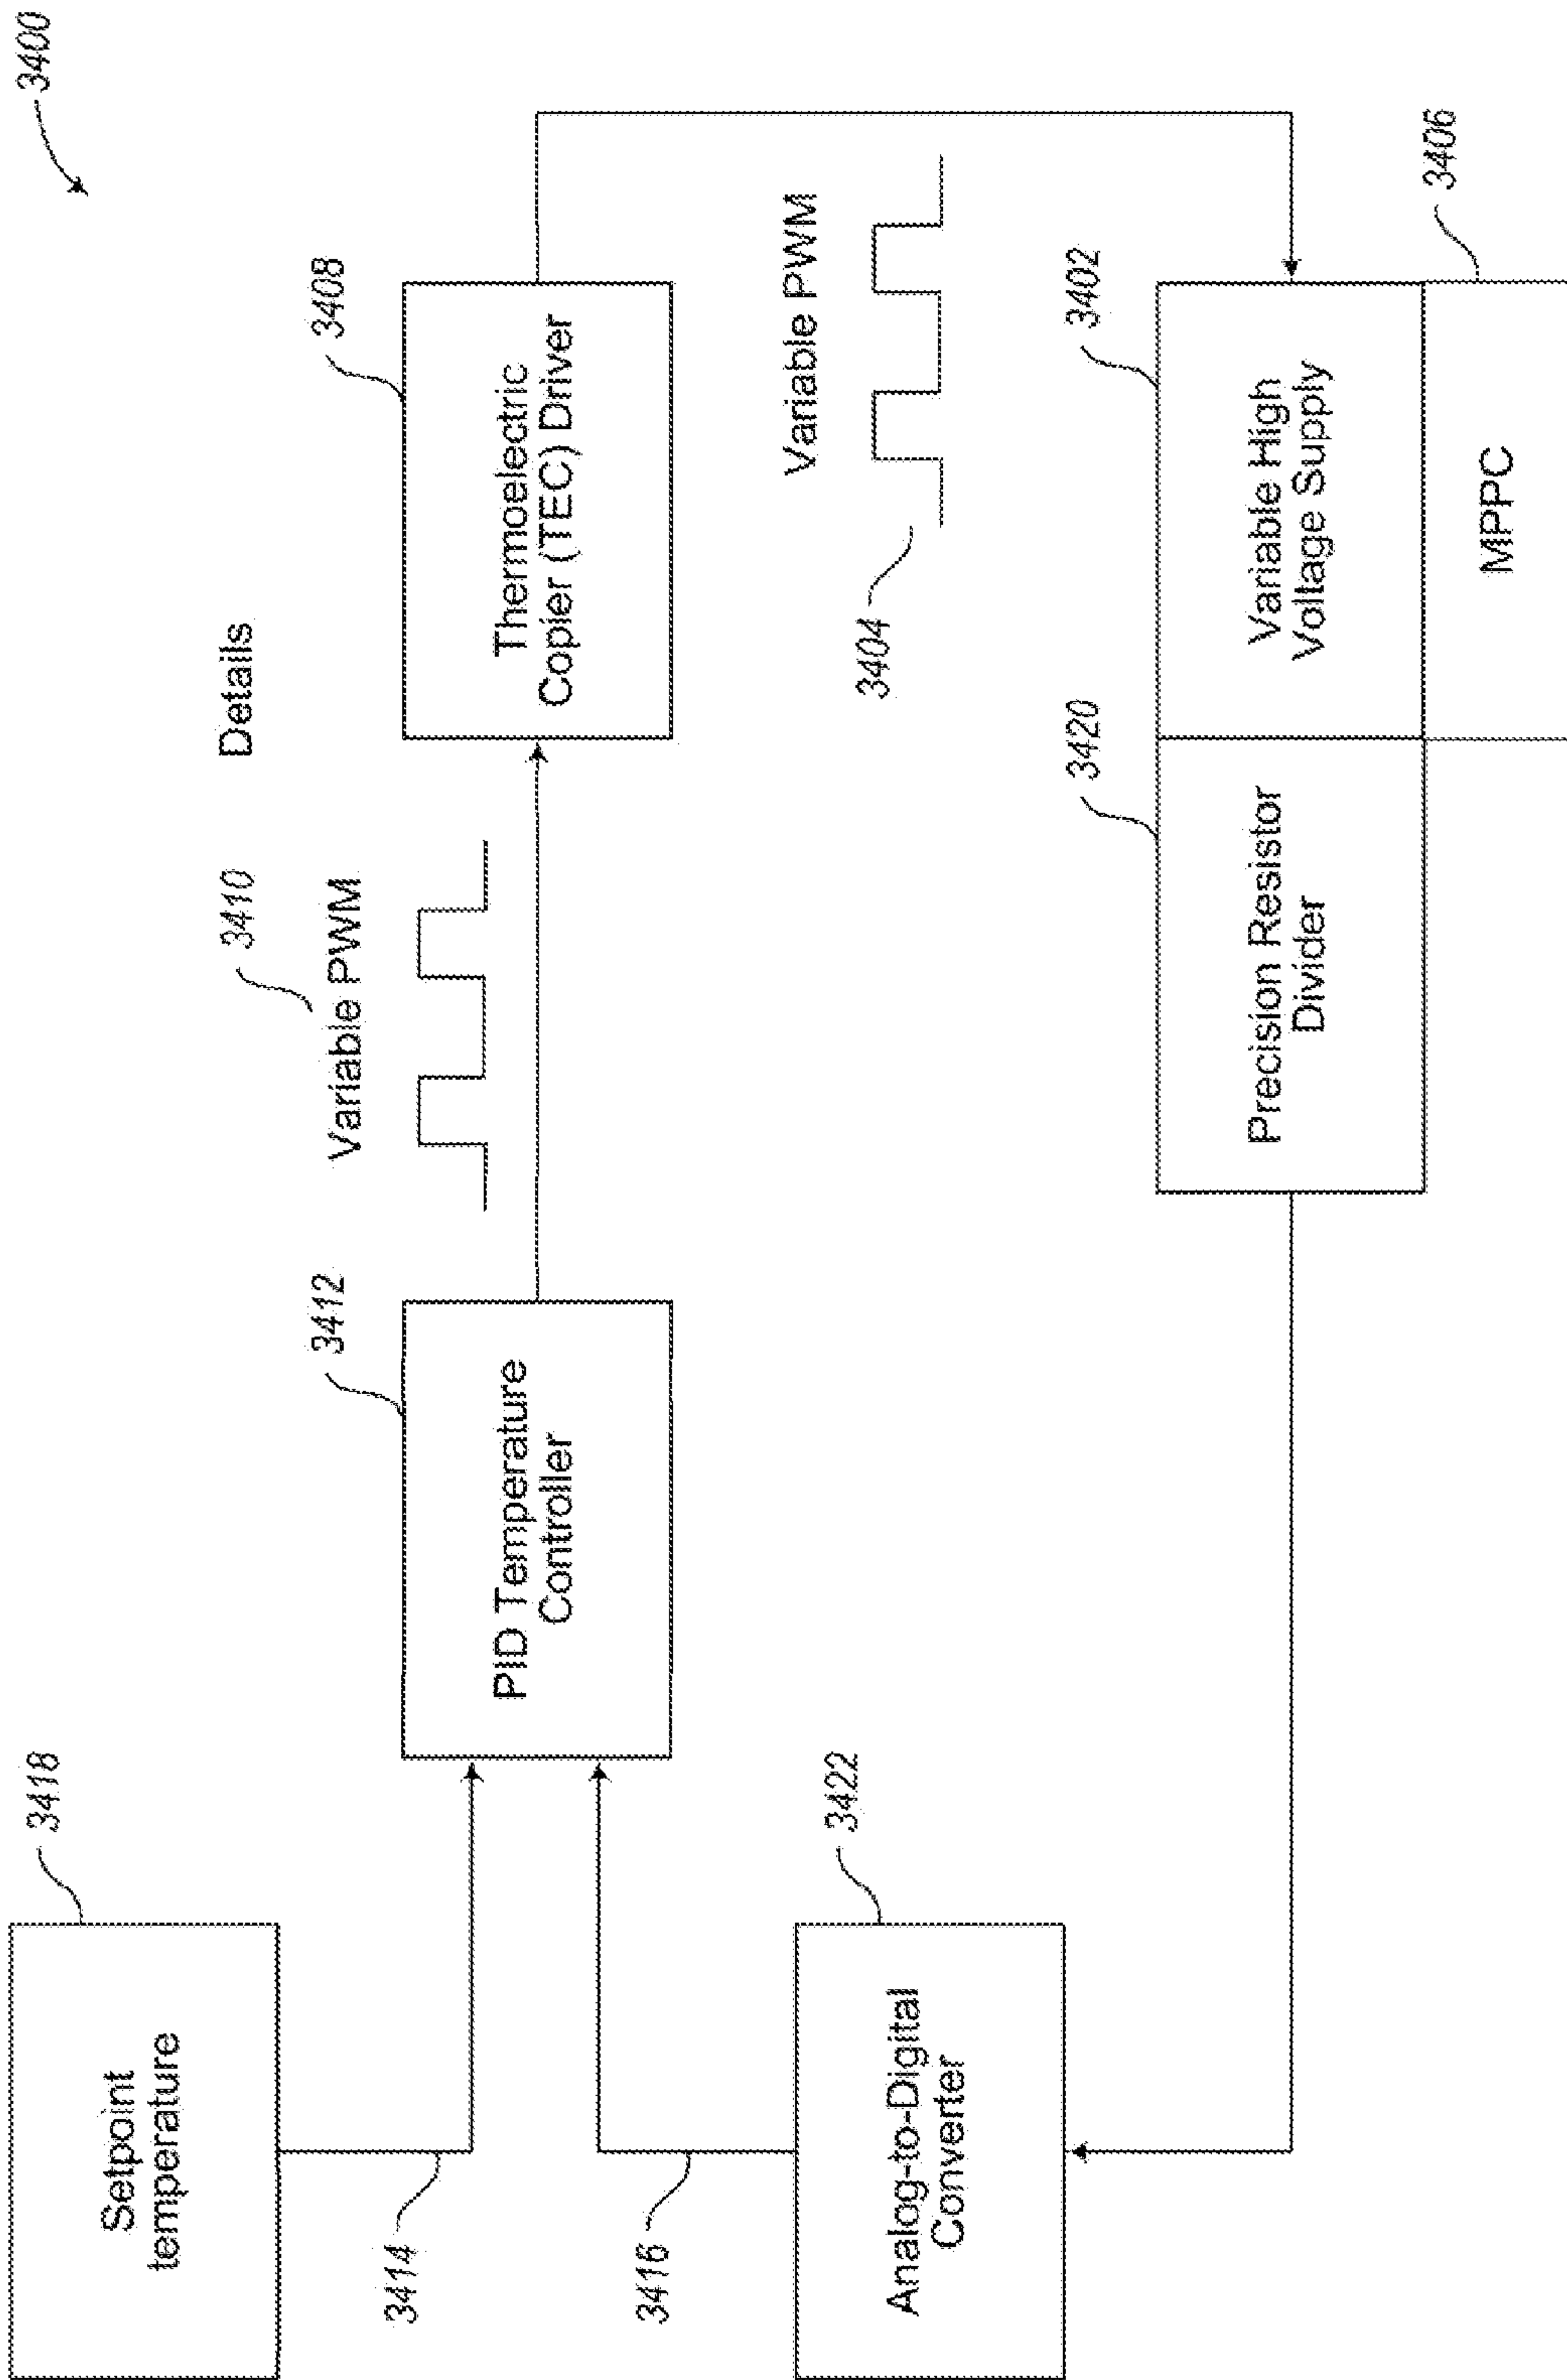 3400
Details
3418
Setpoint
temperature
3414
3412
PID Temperature
Controller
3410
Variable PWM
3408
Thermoelectric
Copier (TEC) Driver
3416
3422
Analog-to-Digital
Converter
Variable PWM
3404
3420
Precision Resistor
Divider
3402
Variable High
Voltage Supply
3406
MPPC